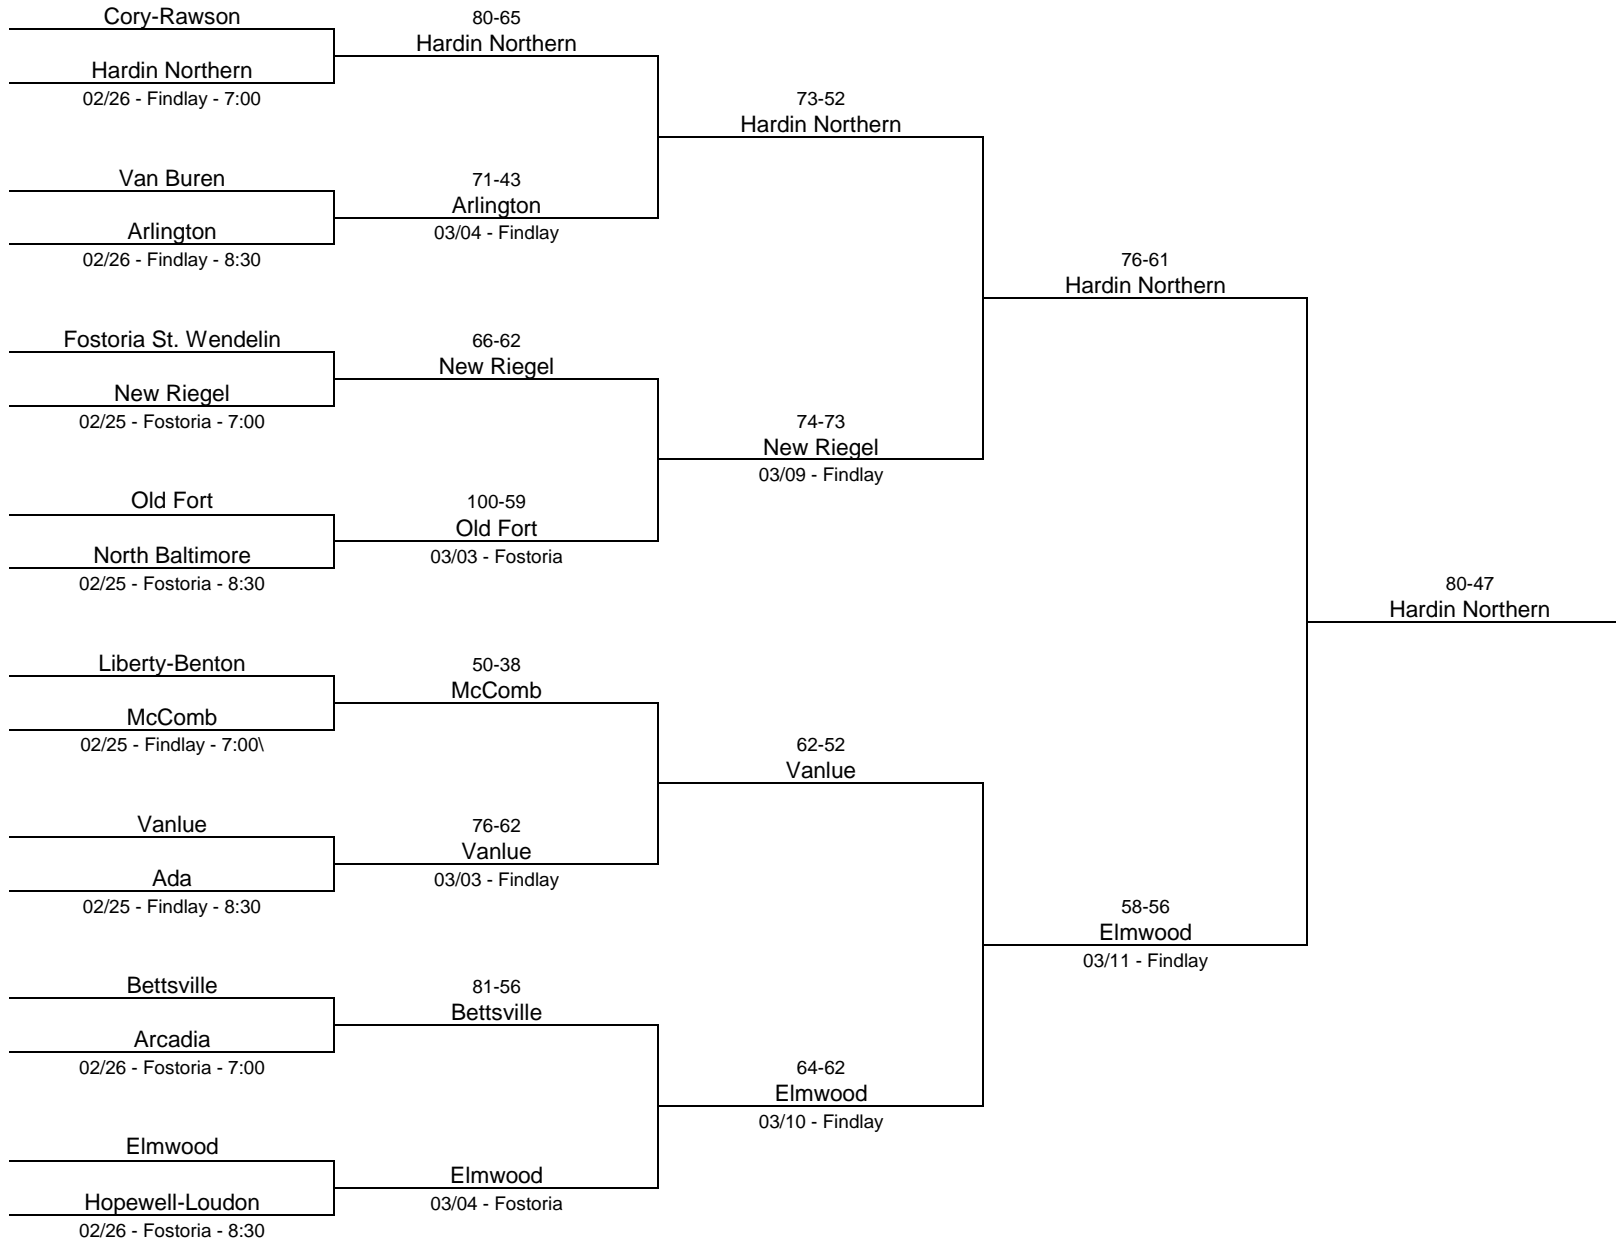 Cory-Rawson
Hardin Northern
02/26 - Findlay - 7:00
Van Buren
Arlington
02/26 - Findlay - 8:30
Fostoria St. Wendelin
New Riegel
02/25 - Fostoria - 7:00
Old Fort
North Baltimore
02/25 - Fostoria - 8:30
Liberty-Benton
McComb
02/25 - Findlay - 7:00\
Vanlue
Ada
02/25 - Findlay - 8:30
Bettsville
Arcadia
02/26 - Fostoria - 7:00
Elmwood
Hopewell-Loudon
02/26 - Fostoria - 8:30
80-65
Hardin Northern
71-43
Arlington
03/04 - Findlay
66-62
New Riegel
100-59
Old Fort
03/03 - Fostoria
50-38
McComb
76-62
Vanlue
03/03 - Findlay
81-56
Bettsville
Elmwood
03/04 - Fostoria
73-52
Hardin Northern
74-73
New Riegel
03/09 - Findlay
62-52
Vanlue
64-62
Elmwood
03/10 - Findlay
76-61
Hardin Northern
58-56
Elmwood
03/11 - Findlay
80-47
Hardin Northern